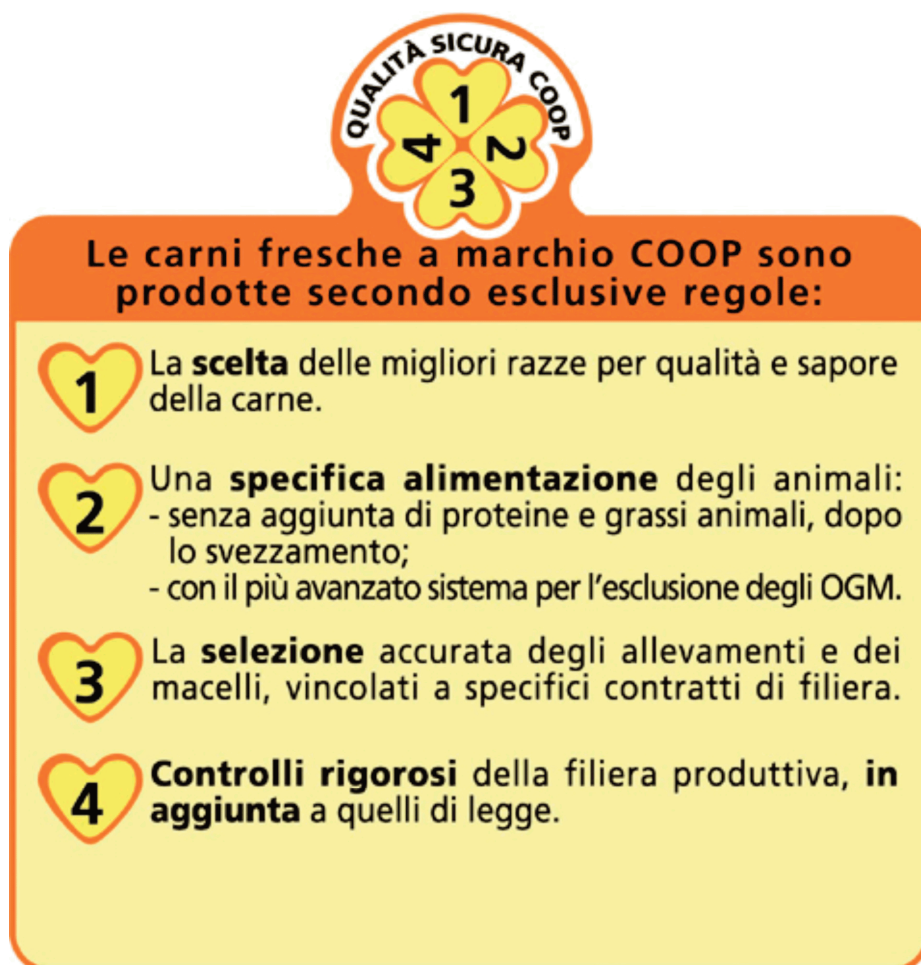 QUALITÀ SICURA COOP
1
2
3
4
Le carni fresche a marchio COOP sono
prodotte secondo esclusive regole:
1 La scelta delle migliori razze per qualità e sapore
della carne.
2 Una specifica alimentazione degli animali:
- senza aggiunta di proteine e grassi animali, dopo
lo svezzamento;
- con il più avanzato sistema per l'esclusione degli OGM.
3 La selezione accurata degli allevamenti e dei
macelli, vincolati a specifici contratti di filiera.
4 Controlli rigorosi della filiera produttiva, in
aggiunta a quelli di legge.